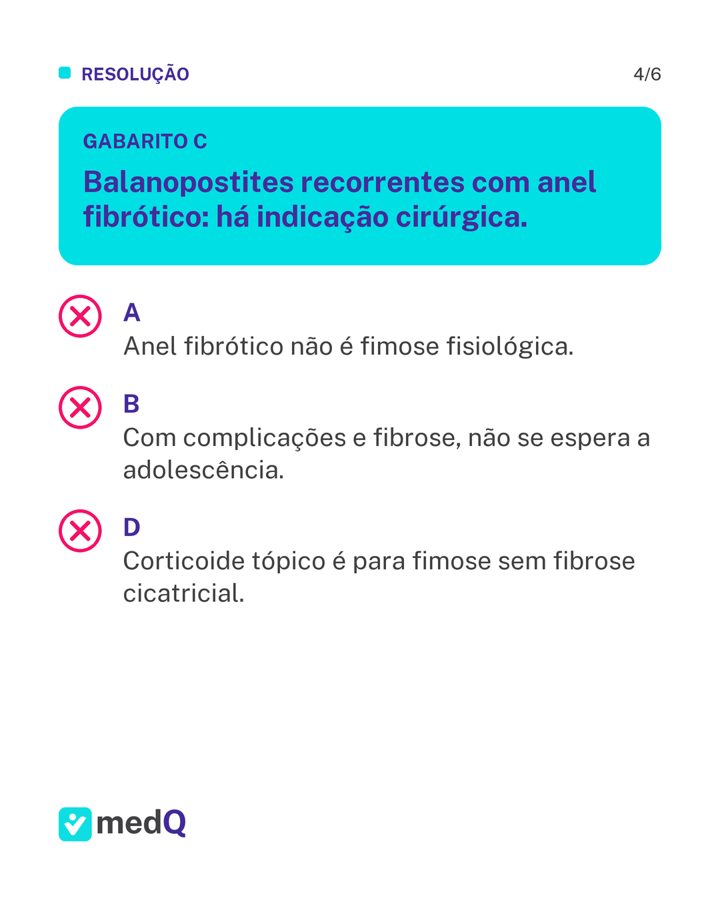 RESOLUÇÃO
4/6
GABARITO C
Balanopostites recorrentes com anel
fibrótico: há indicação cirúrgica.
A
Anel fibrótico não é fimose fisiológica.
B
Com complicações e fibrose, não se espera a
adolescência.
D
Corticoide tópico é para fimose sem fibrose
cicatricial.
medQ